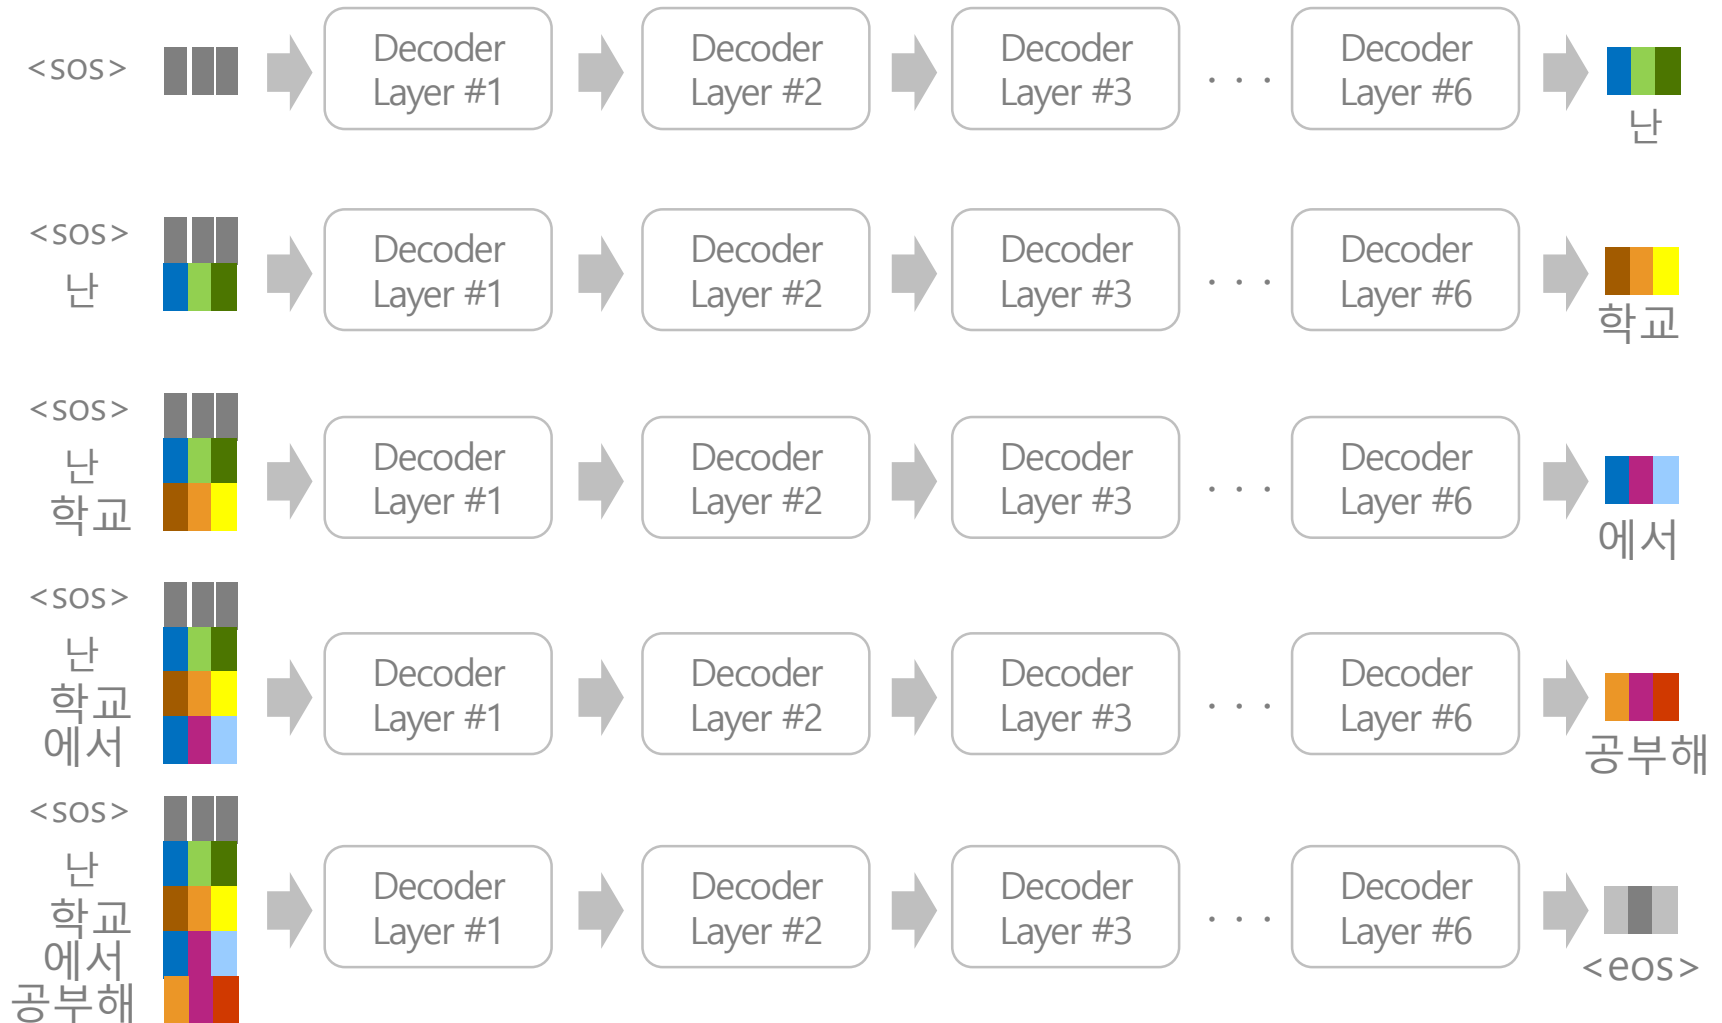 <sos>
Decoder
Layer #1
Decoder
Layer #2
Decoder
Layer #3
. . .
Decoder
Layer #6
난
<sos>
난
Decoder
Layer #1
Decoder
Layer #2
Decoder
Layer #3
. . .
Decoder
Layer #6
학교
<sos>
난
학교
Decoder
Layer #1
Decoder
Layer #2
Decoder
Layer #3
. . .
Decoder
Layer #6
에서
<sos>
난
학교
에서
Decoder
Layer #1
Decoder
Layer #2
Decoder
Layer #3
. . .
Decoder
Layer #6
공부해
<sos>
난
학교
에서
공부해
Decoder
Layer #1
Decoder
Layer #2
Decoder
Layer #3
. . .
Decoder
Layer #6
<eos>